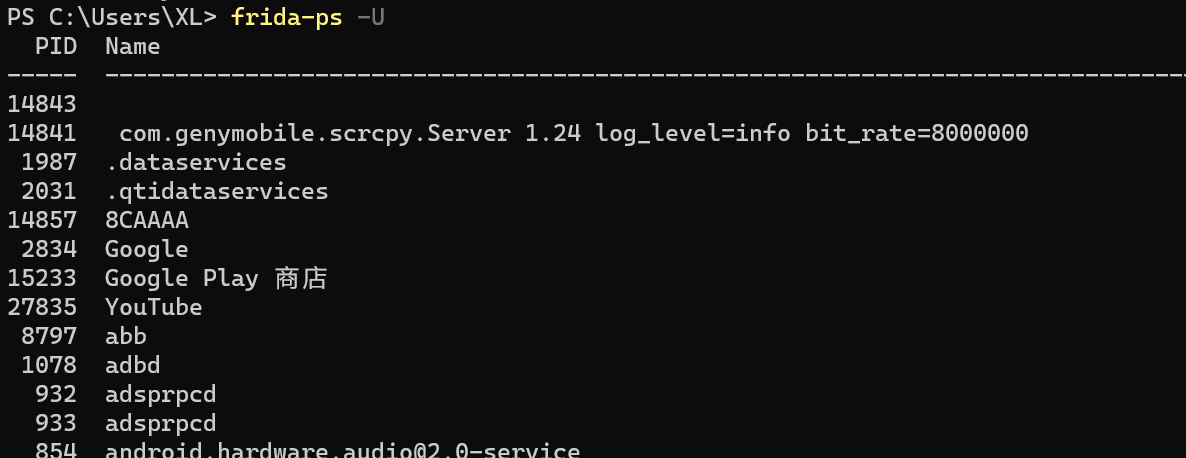 PS C:\Users\XL> frida-ps -U
  PID  Name
-----  -----------------------------------------------------------------------------
14843
14841   com.genymobile.scrcpy.Server 1.24 log_level=info bit_rate=8000000
 1987  .dataservices
 2031  .qtidataservices
14857  8CAAAA
 2834  Google
15233  Google Play 商店
27835  YouTube
 8797  abb
 1078  adbd
  932  adsprpcd
  933  adsprpcd
  854  android.hardware.audio@2.0-service